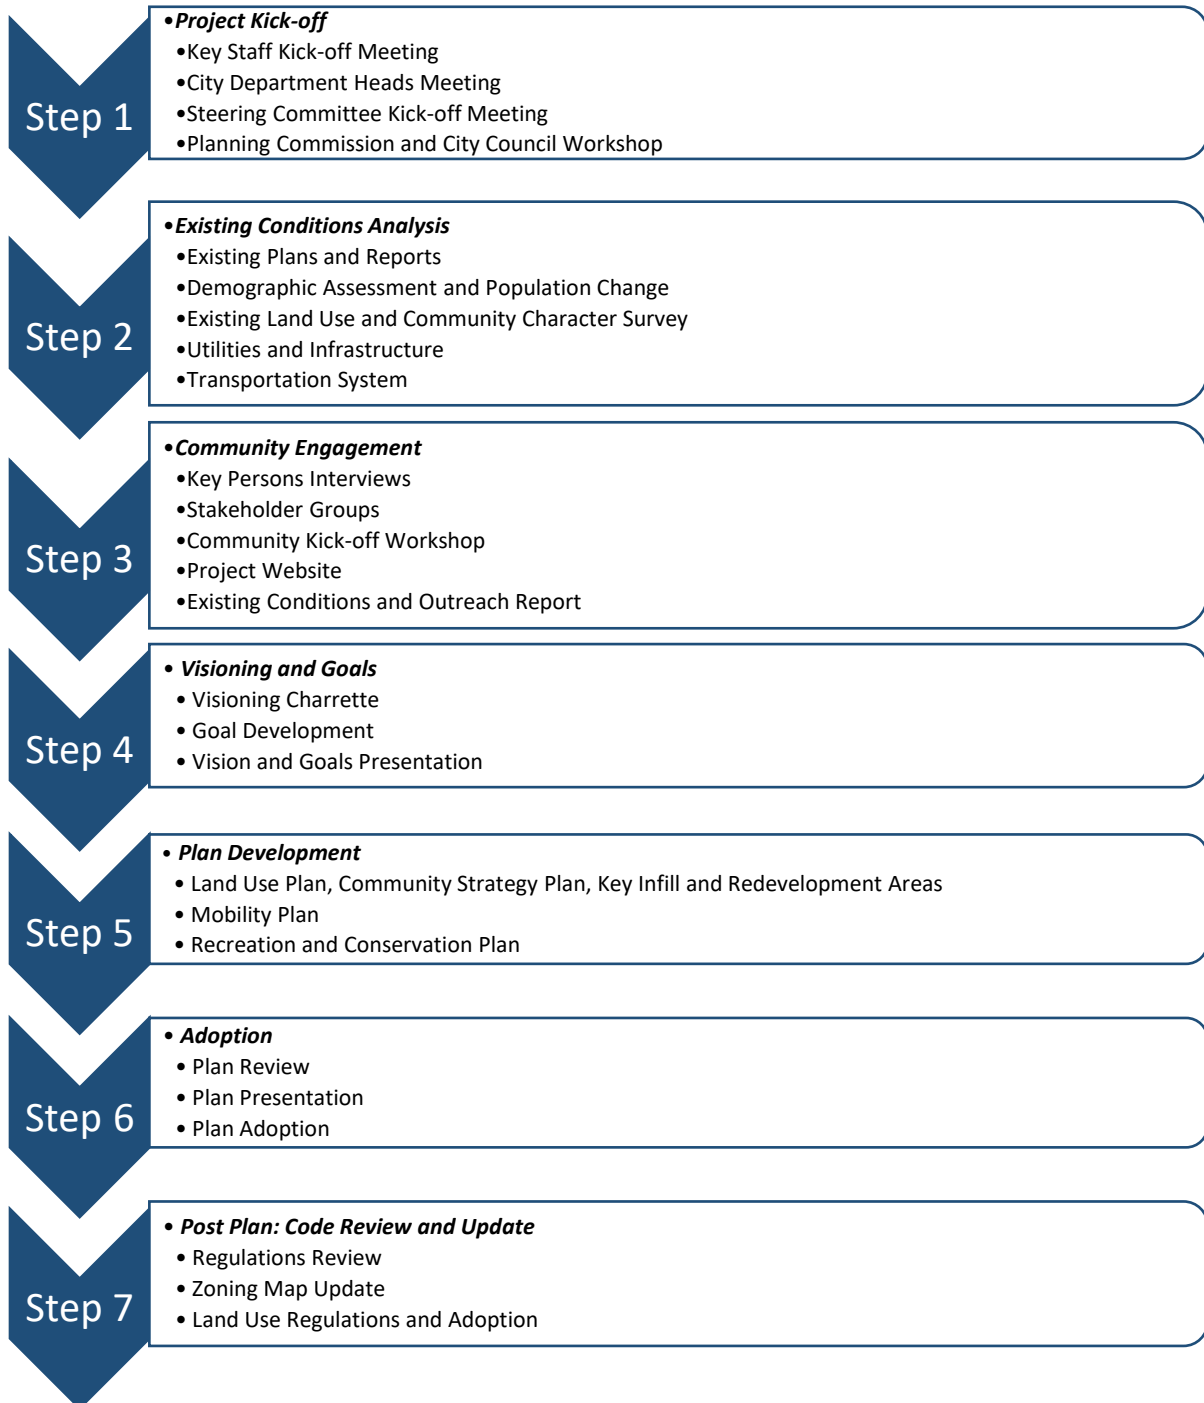 Step 1
•Project Kick-off
•Key Staff Kick-off Meeting
•City Department Heads Meeting
•Steering Committee Kick-off Meeting
•Planning Commission and City Council Workshop
Step 2
•Existing Conditions Analysis
•Existing Plans and Reports
•Demographic Assessment and Population Change
•Existing Land Use and Community Character Survey
•Utilities and Infrastructure
•Transportation System
Step 3
•Community Engagement
•Key Persons Interviews
•Stakeholder Groups
•Community Kick-off Workshop
•Project Website
•Existing Conditions and Outreach Report
Step 4
• Visioning and Goals
• Visioning Charrette
• Goal Development
• Vision and Goals Presentation
Step 5
• Plan Development
• Land Use Plan, Community Strategy Plan, Key Infill and Redevelopment Areas
• Mobility Plan
• Recreation and Conservation Plan
Step 6
• Adoption
• Plan Review
• Plan Presentation
• Plan Adoption
Step 7
• Post Plan: Code Review and Update
• Regulations Review
• Zoning Map Update
• Land Use Regulations and Adoption